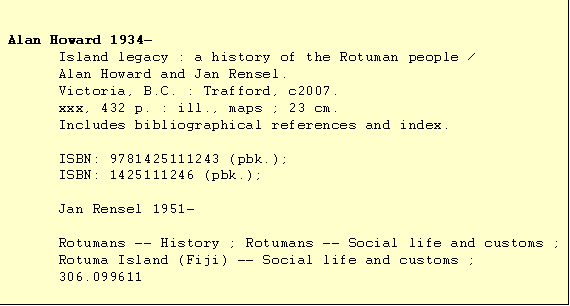 Alan Howard 1934–
Island legacy : a history of the Rotuman people /
Alan Howard and Jan Rensel.
Victoria, B.C. : Trafford, c2007.
xxx, 432 p. : ill., maps ; 23 cm.
Includes bibliographical references and index.
ISBN: 9781425111243 (pbk.);
ISBN: 1425111246 (pbk.);
Jan Rensel 1951–
Rotumans -- History ; Rotumans -- Social life and customs ;
Rotuma Island (Fiji) -- Social life and customs ;
306.099611